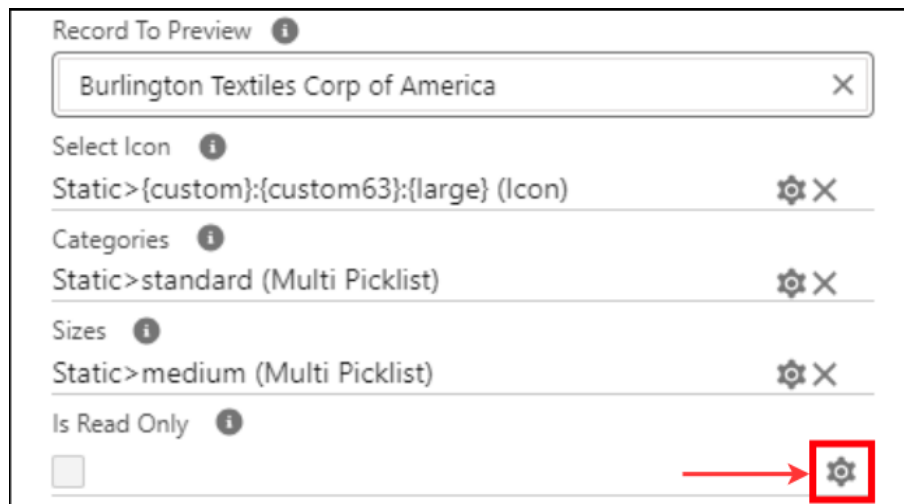 Record To Preview
Burlington Textiles Corp of America
Select Icon
Static>{custom}:{custom63}:{large} (Icon)
Categories
Static>standard (Multi Picklist)
Sizes
Static>medium (Multi Picklist)
Is Read Only